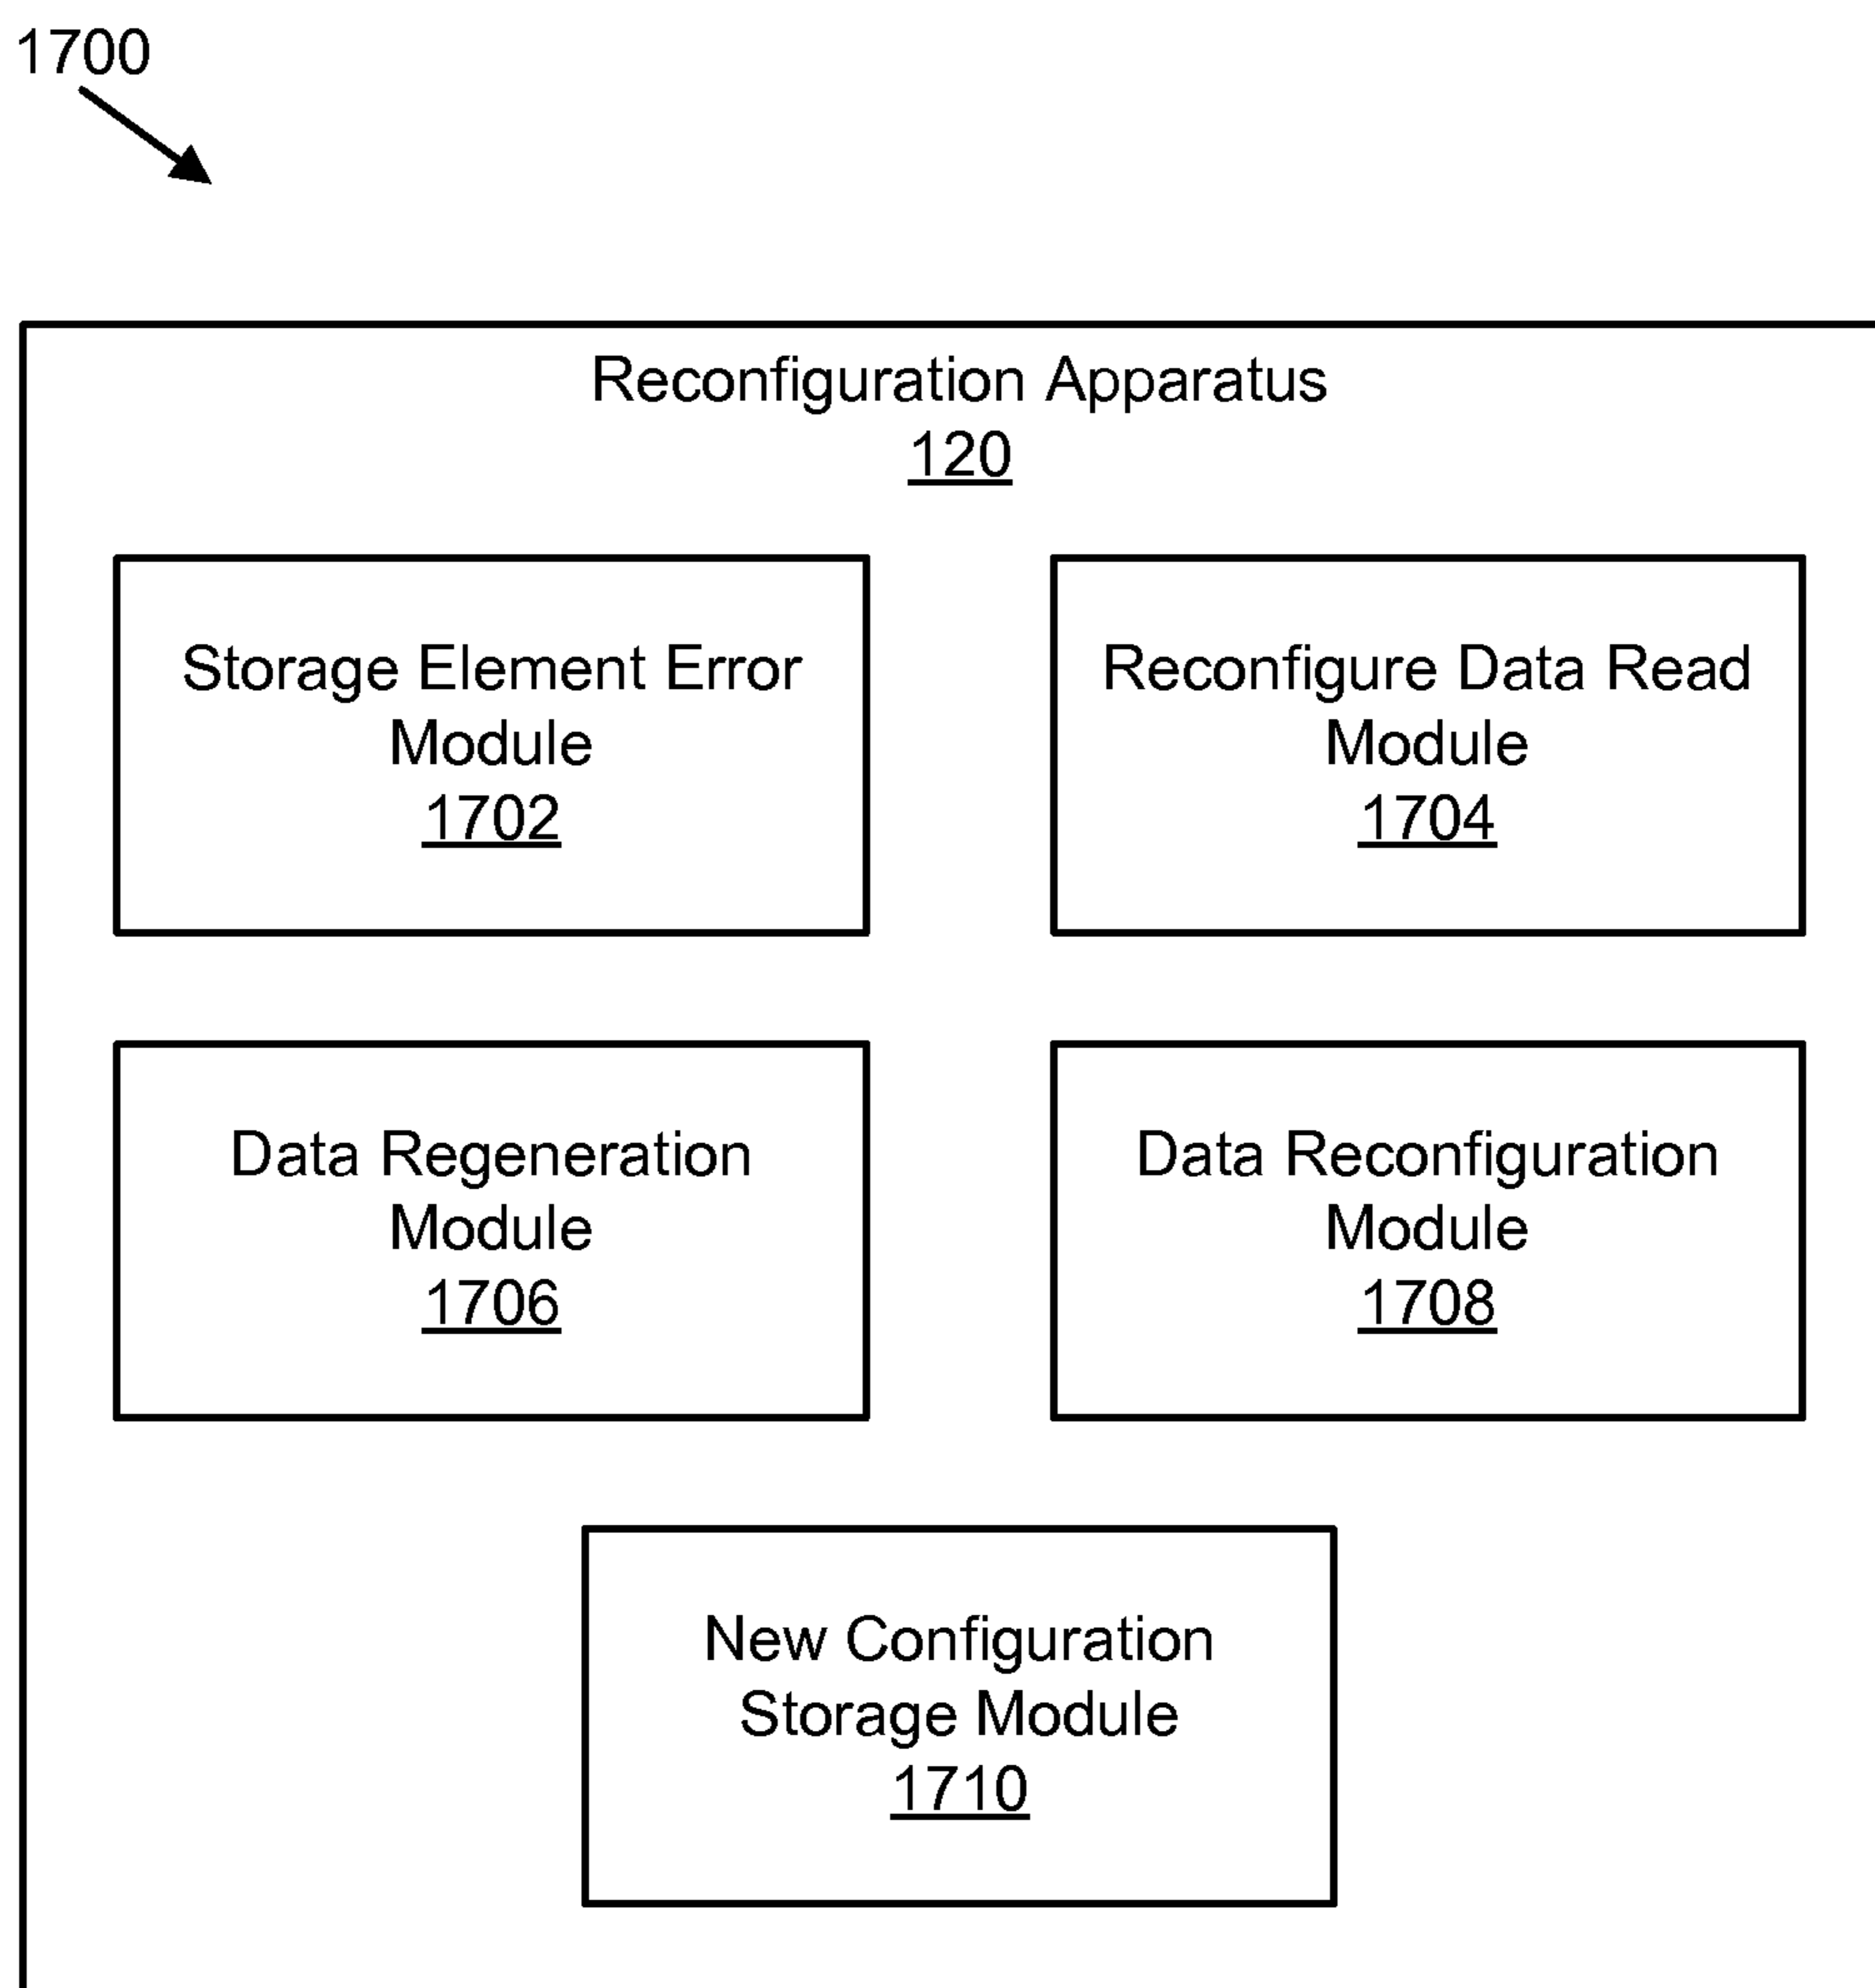 1700
Reconfiguration Apparatus
120
Storage Element Error
Module
1702
Reconfigure Data Read
Module
1704
Data Regeneration
Module
1706
Data Reconfiguration
Module
1708
New Configuration
Storage Module
1710